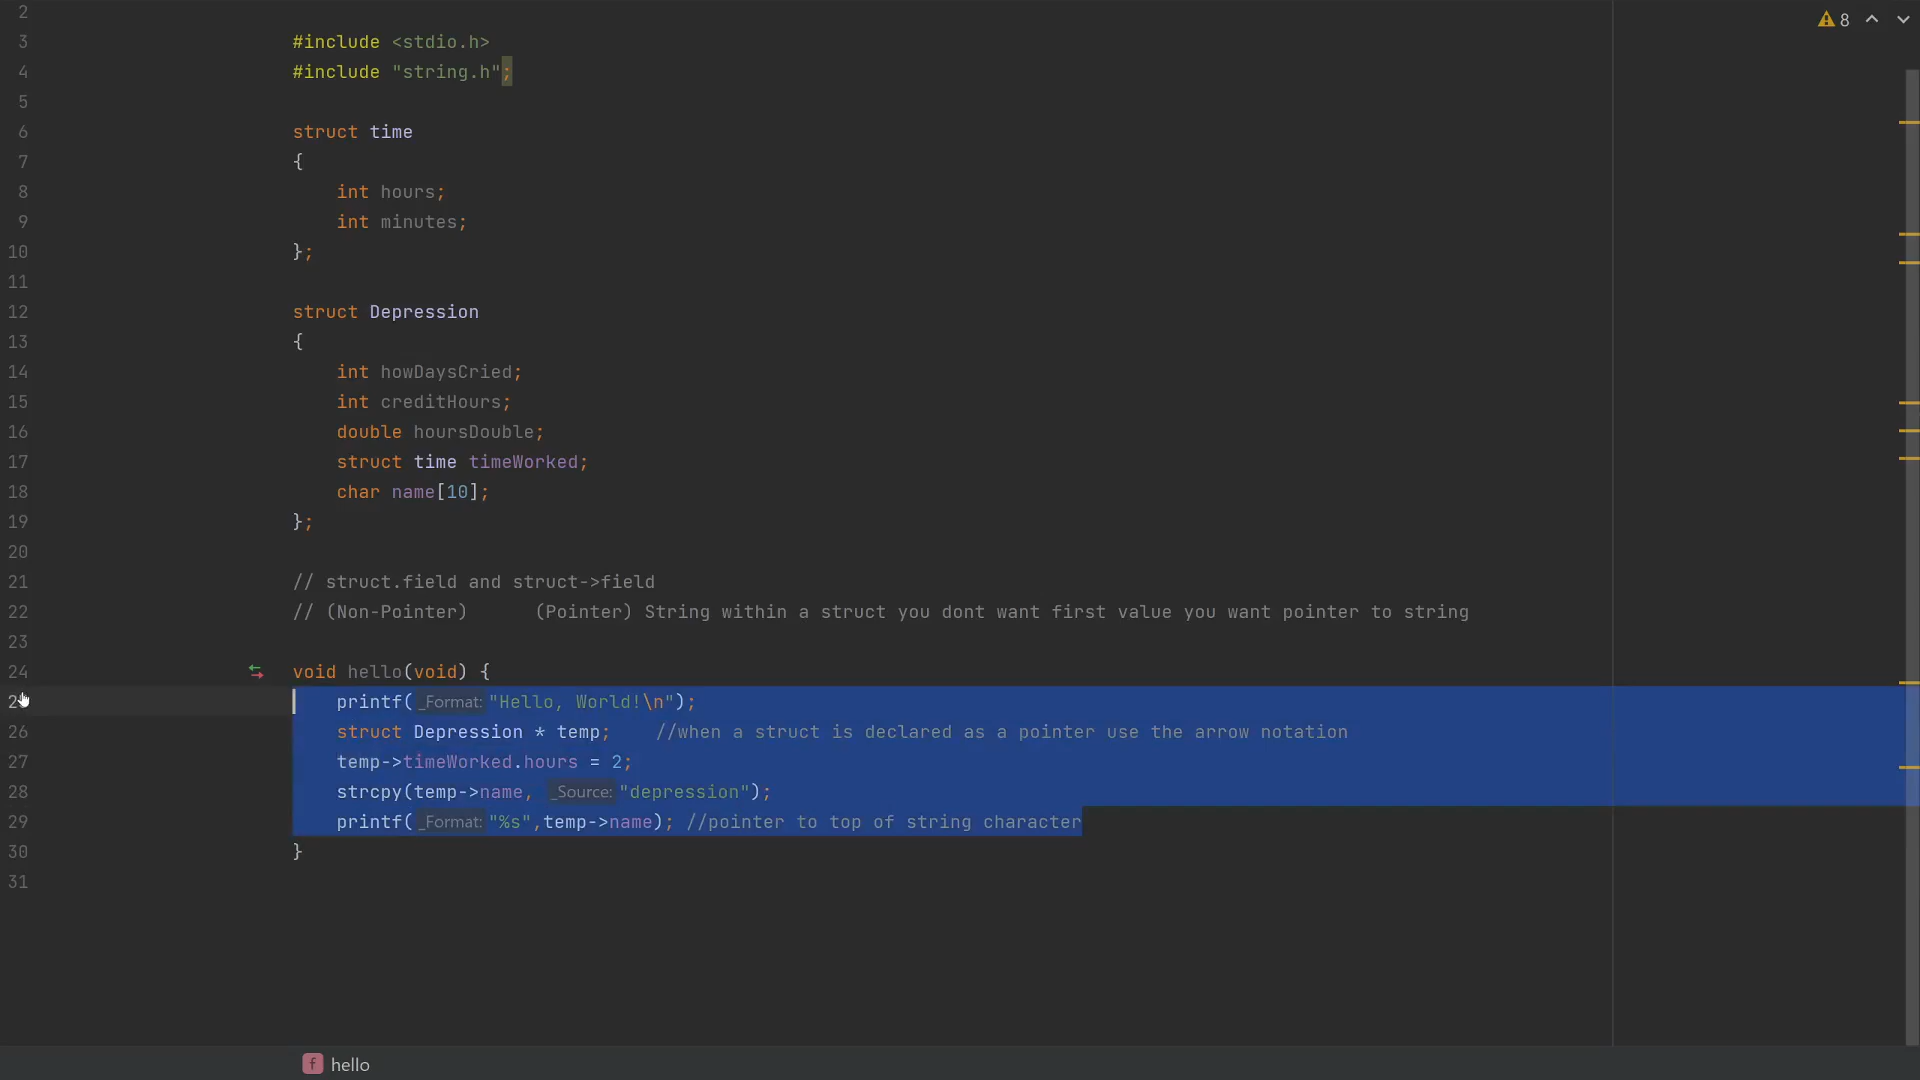 8
2
3 #include <stdio.h>
4 #include "string.h";
5
6 struct time
7 {
8 int hours;
9 int minutes;
10 };
11
12 struct Depression
13 {
14 int howDaysCried;
15 int creditHours;
16 double hoursDouble;
17 struct time timeWorked;
18 char name[10];
19 };
20
21 // struct.field and struct->field
22 // (Non-Pointer) (Pointer) String within a struct you dont want first value you want pointer to string
23
24 void hello(void) {
printf( _Format: "Hello, World!\n");
26 struct Depression * temp; //when a struct is declared as a pointer use the arrow notation
27 temp->timeWorked.hours = 2;
28 strcpy(temp->name, _Source: "depression");
29 printf( _Format: "%s",temp->name); //pointer to top of string character
30 }
31
f hello